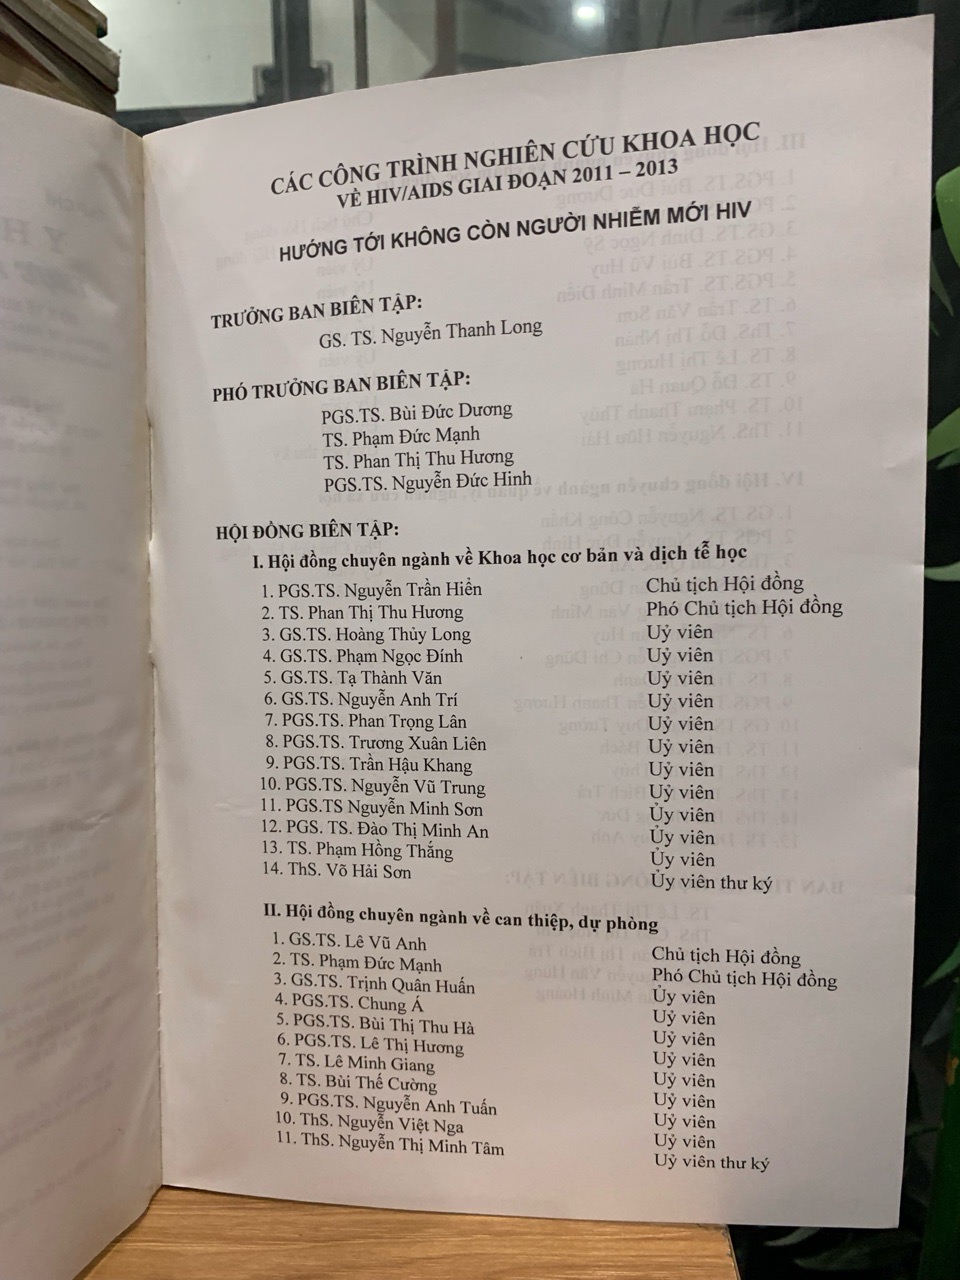 CÁC CÔNG TRÌNH NGHIÊN CỨU KHOA HỌC
VỀ HIV/AIDS GIAI ĐOẠN 2011 – 2013
HƯỚNG TỚI KHÔNG CÒN NGƯỜI NHIỄM MỚI HIV
TRƯỞNG BAN BIÊN TẬP:
GS. TS. Nguyễn Thanh Long
PHÓ TRƯỞNG BAN BIÊN TẬP:
PGS.TS. Bùi Đức Dương
TS. Phạm Đức Mạnh
TS. Phan Thị Thu Hương
PGS.TS. Nguyễn Đức Hinh
HỘI ĐỒNG BIÊN TẬP:
I. Hội đồng chuyên ngành về Khoa học cơ bản và dịch tễ học
1. PGS.TS. Nguyễn Trần Hiển Chủ tịch Hội đồng
2. TS. Phan Thị Thu Hương Phó Chủ tịch Hội đồng
3. GS.TS. Hoàng Thủy Long Uỷ viên
4. GS.TS. Phạm Ngọc Đính Uỷ viên
5. GS.TS. Tạ Thành Văn Uỷ viên
6. GS.TS. Nguyễn Anh Trí Uỷ viên
7. PGS.TS. Phan Trọng Lân Uỷ viên
8. PGS.TS. Trương Xuân Liên Uỷ viên
9. PGS.TS. Trần Hậu Khang Uỷ viên
10. PGS.TS. Nguyễn Vũ Trung Uỷ viên
11. PGS.TS Nguyễn Minh Sơn Ủy viên
12. PGS. TS. Đào Thị Minh An Ủy viên
13. TS. Phạm Hồng Thắng Ủy viên
14. ThS. Võ Hải Sơn Ủy viên thư ký
II. Hội đồng chuyên ngành về can thiệp, dự phòng
1. GS.TS. Lê Vũ Anh Chủ tịch Hội đồng
2. TS. Phạm Đức Mạnh Phó Chủ tịch Hội đồng
3. GS.TS. Trịnh Quân Huấn Ủy viên
4. PGS.TS. Chung Á Uỷ viên
5. PGS.TS. Bùi Thị Thu Hà Uỷ viên
6. PGS.TS. Lê Thị Hương Uỷ viên
7. TS. Lê Minh Giang Uỷ viên
8. TS. Bùi Thế Cường Uỷ viên
9. PGS.TS. Nguyễn Anh Tuấn Uỷ viên
10. ThS. Nguyễn Việt Nga Uỷ viên
11. ThS. Nguyễn Thị Minh Tâm Uỷ viên thư ký